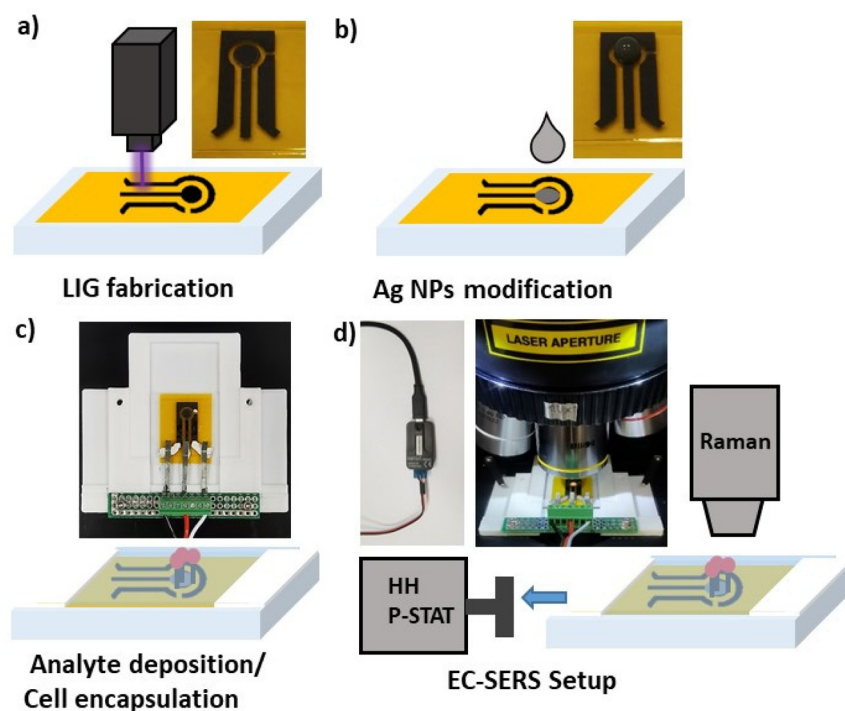 a)
b)
LIG fabrication
Ag NPs modification
c)
d)
LASER APERTURE
Raman
HH
P-STAT
Analyte deposition/
Cell encapsulation
EC-SERS Setup